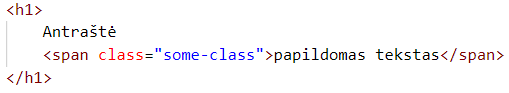 <h1>
    Antraštė
    <span class="some-class">papildomas tekstas</span>
</h1>